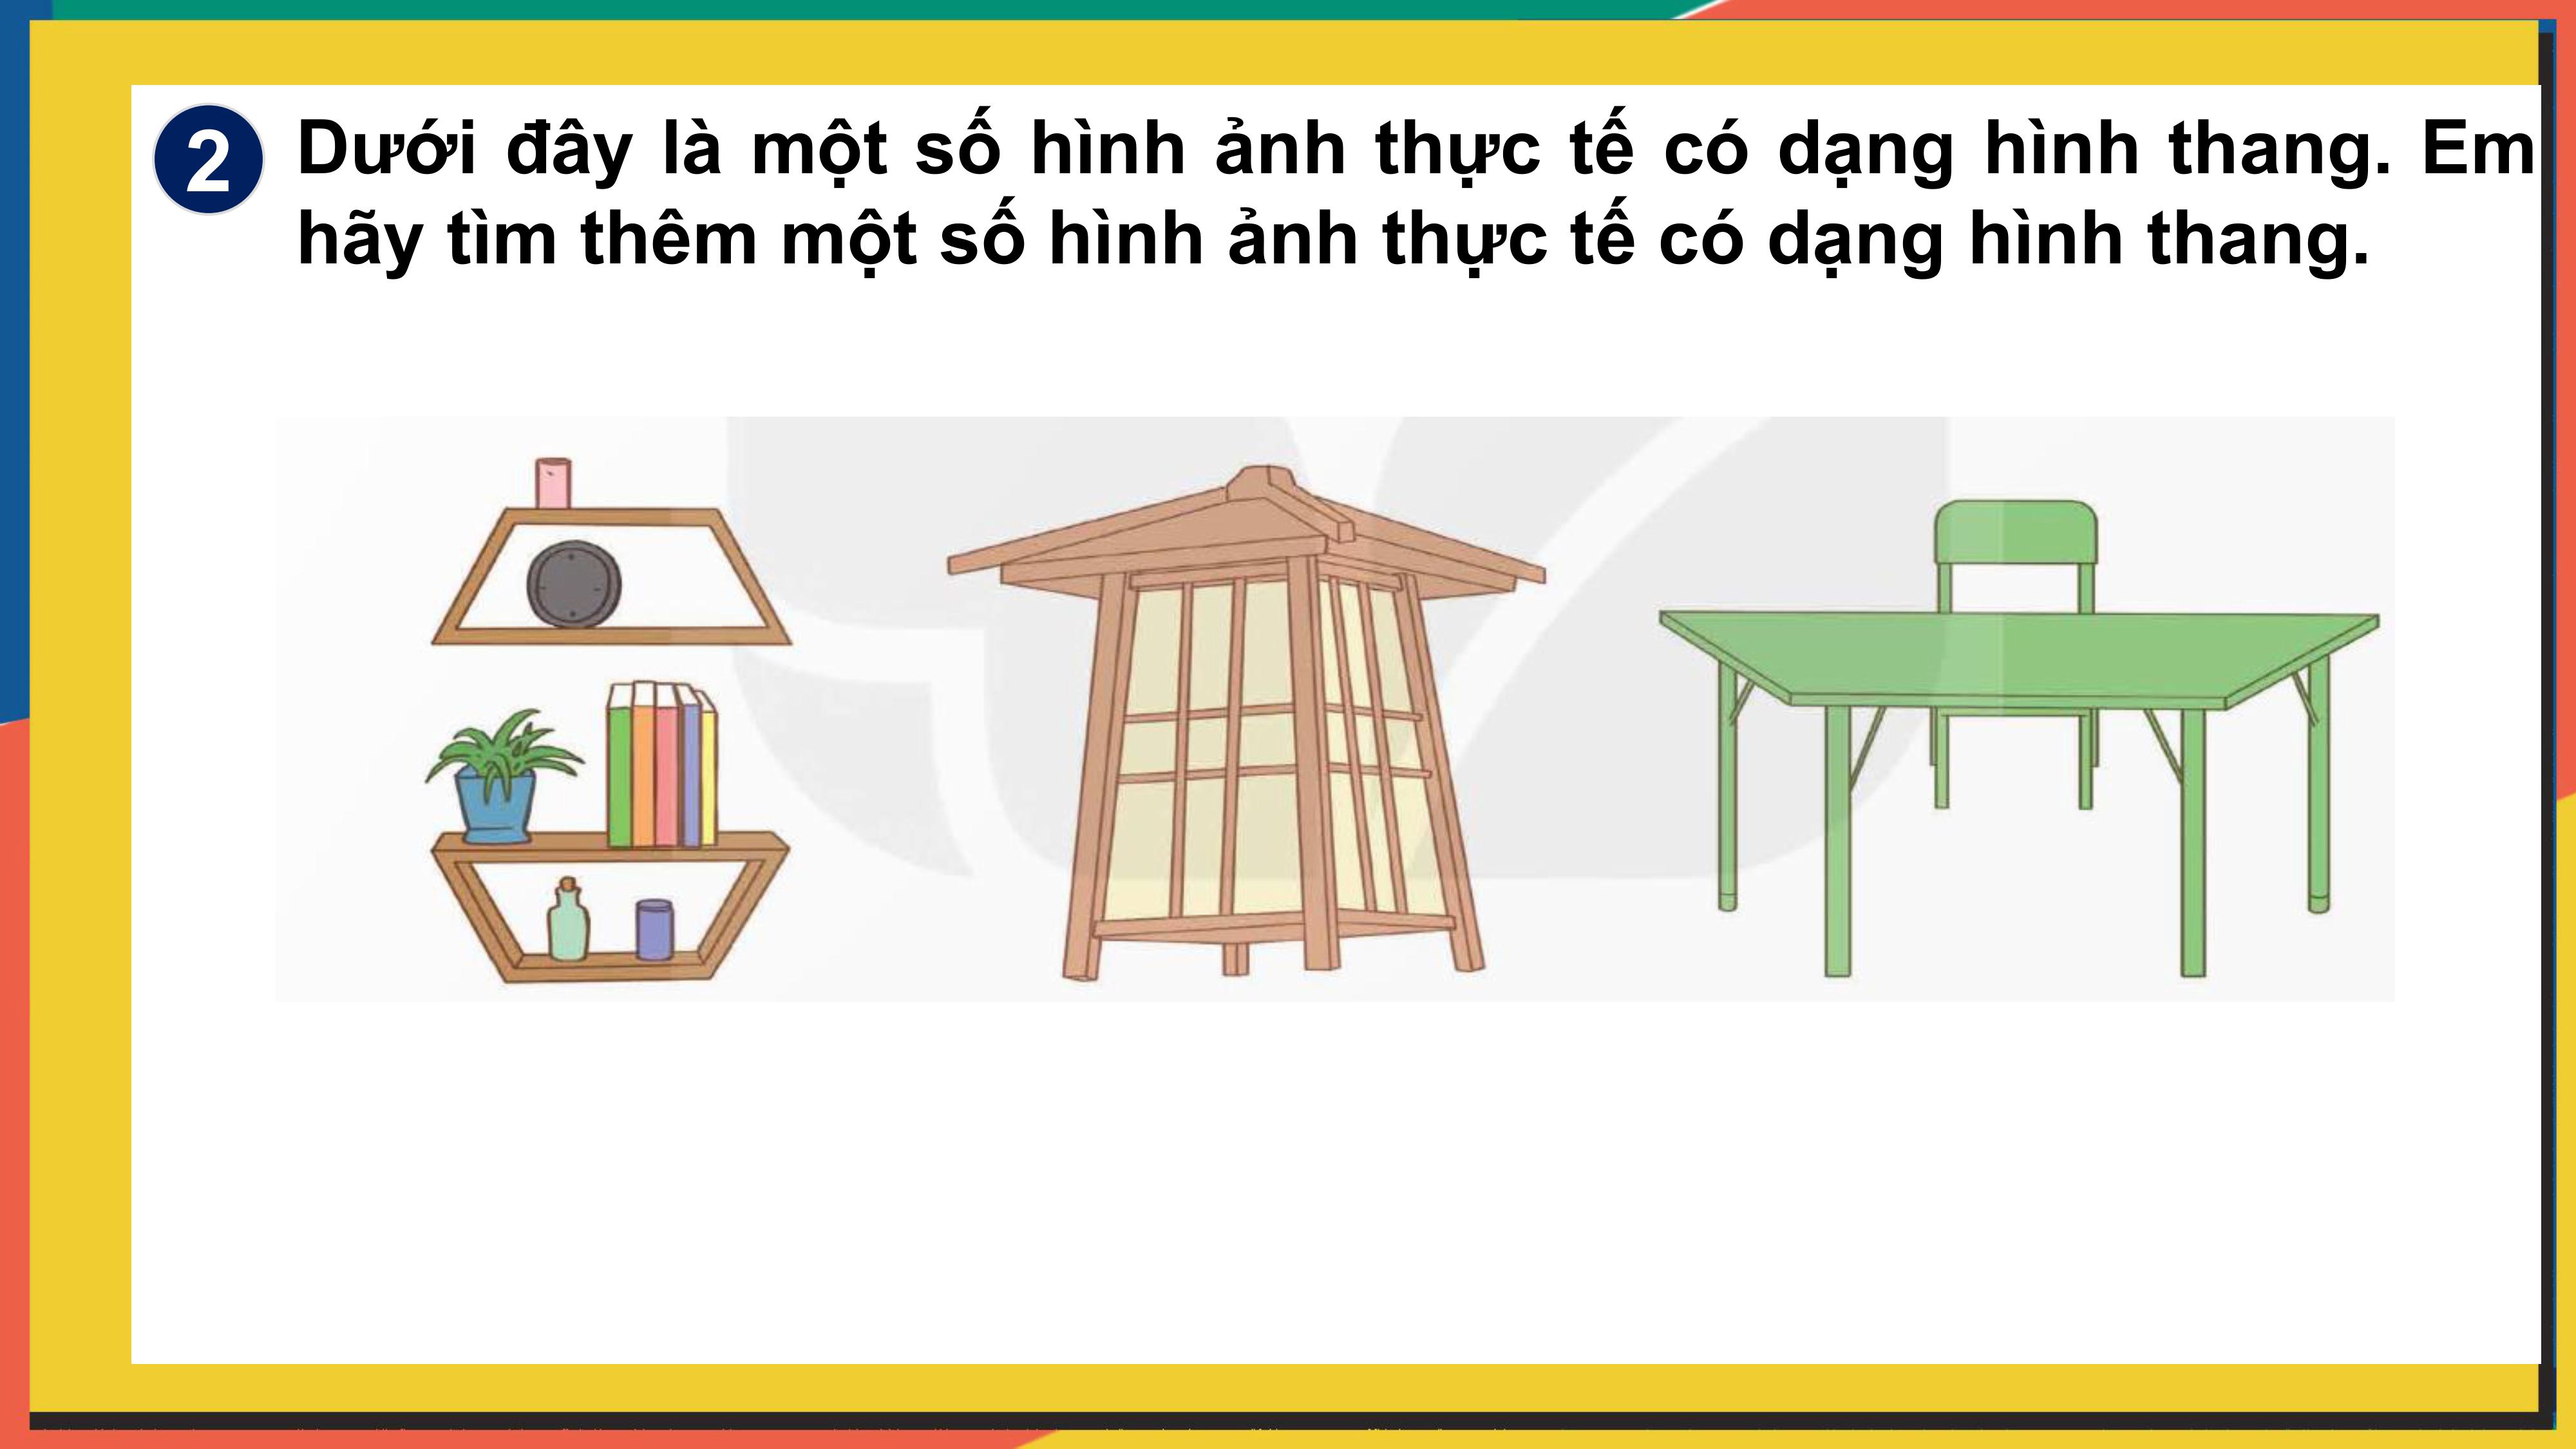 2 Dưới đây là một số hình ảnh thực tế có dạng hình thang. Em
hãy tìm thêm một số hình ảnh thực tế có dạng hình thang.